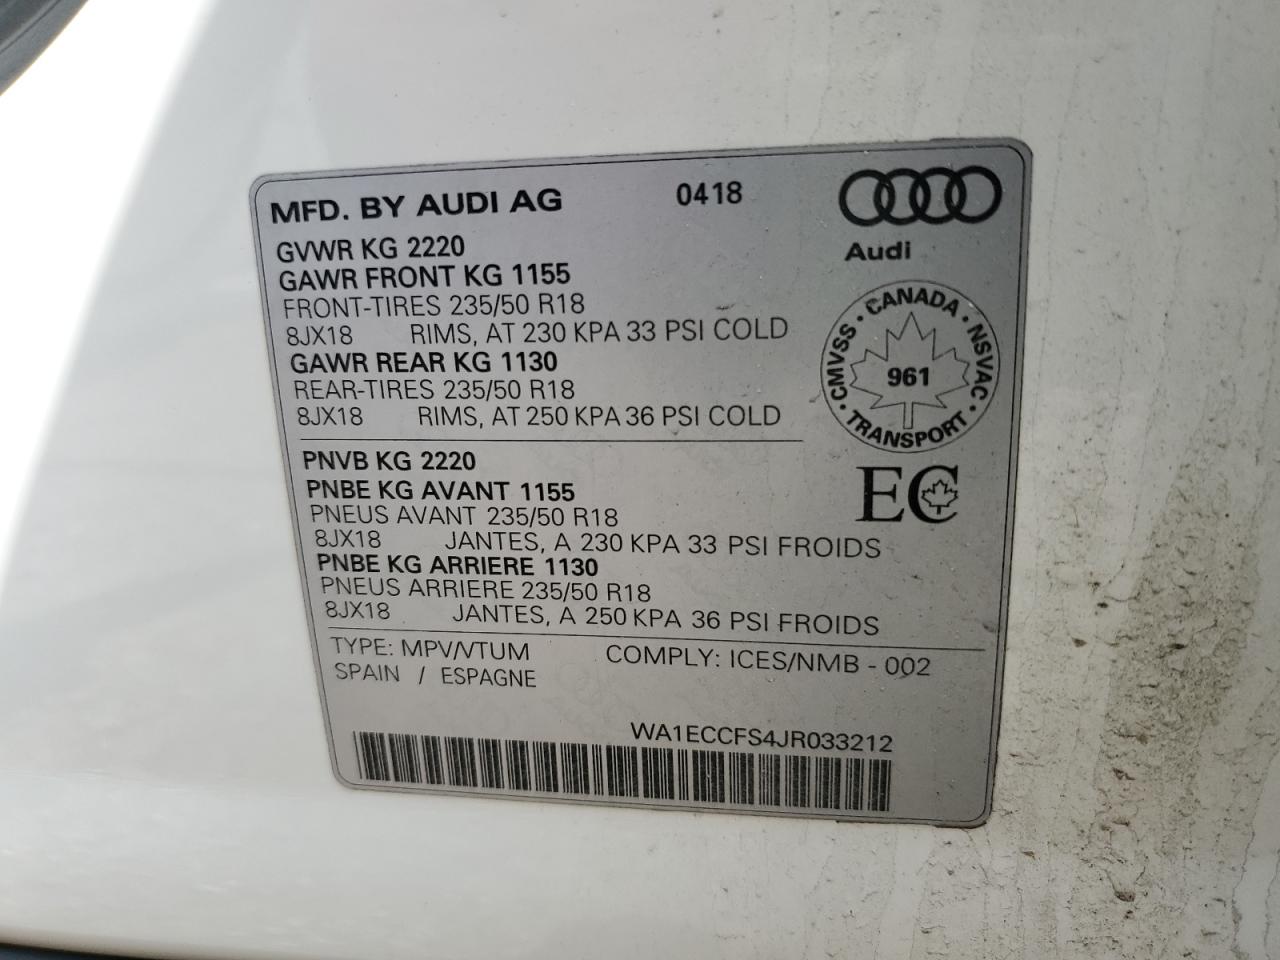 MFD. BY AUDI AG 0418
Audi
GVWR KG 2220
GAWR FRONT KG 1155
FRONT-TIRES 235/50 R18
8JX18 RIMS, AT 230 KPA 33 PSI COLD
GAWR REAR KG 1130
REAR-TIRES 235/50 R18
8JX18 RIMS, AT 250 KPA 36 PSI COLD
CMVSS · CANADA · NSVAC · TRANSPORT ·
961
PNVB KG 2220
PNBE KG AVANT 1155
PNEUS AVANT 235/50 R18
8JX18 JANTES, A 230 KPA 33 PSI FROIDS
PNBE KG ARRIERE 1130
PNEUS ARRIERE 235/50 R18
8JX18 JANTES, A 250 KPA 36 PSI FROIDS
EC
TYPE: MPV/VTUM COMPLY: ICES/NMB - 002
SPAIN / ESPAGNE
WA1ECCFS4JR033212